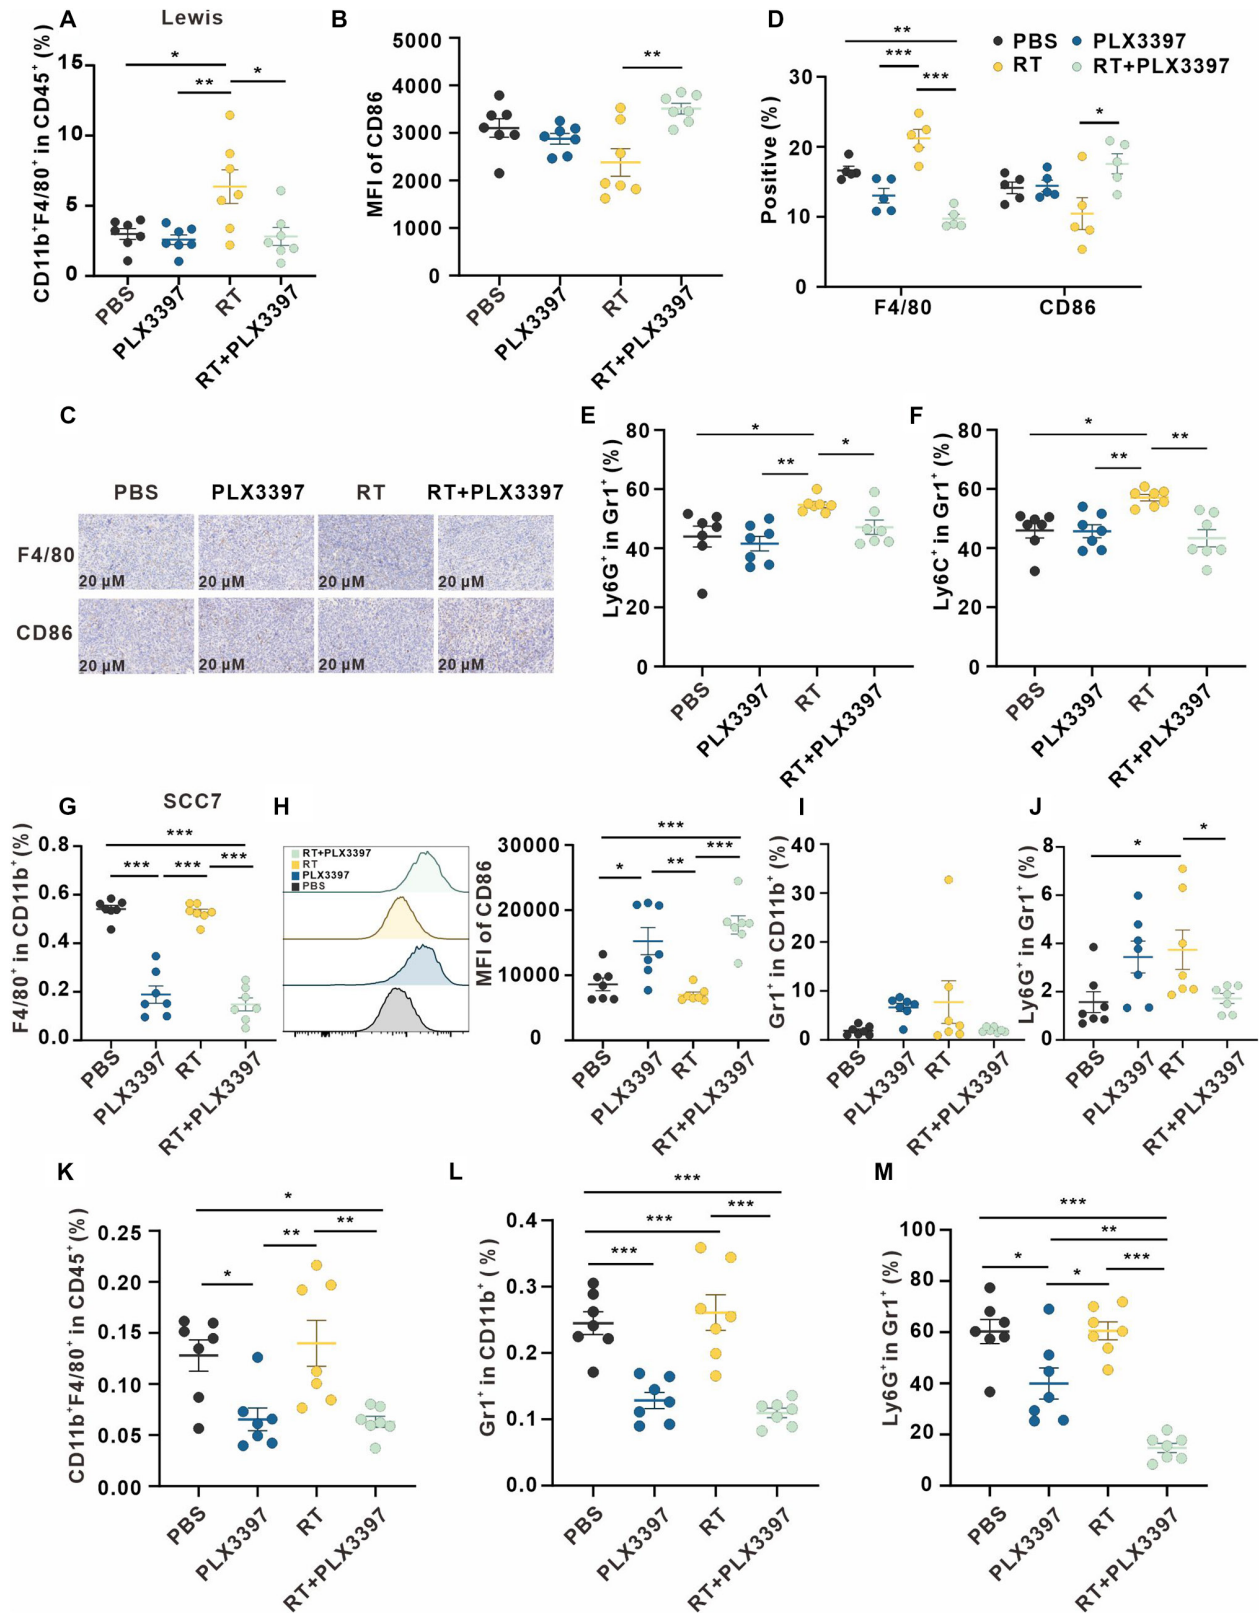 A
Lewis
CD11b⁺F4/80⁺ in CD45⁺ (%)
15
10
5
0
*
**
*
PBS
PLX3397
RT
RT+PLX3397
B
MFI of CD86
5000
4000
3000
2000
1000
0
**
PBS
PLX3397
RT
RT+PLX3397
D
PBS
PLX3397
RT
RT+PLX3397
Positive (%)
30
20
10
0
**
***
***
*
F4/80
CD86
C
PBS
PLX3397
RT
RT+PLX3397
F4/80
20 μM
20 μM
20 μM
20 μM
CD86
20 μM
20 μM
20 μM
20 μM
E
Ly6G⁺ in Gr1⁺ (%)
80
60
40
20
0
*
**
*
PBS
PLX3397
RT
RT+PLX3397
F
Ly6C⁺ in Gr1⁺ (%)
80
60
40
20
0
*
**
**
PBS
PLX3397
RT
RT+PLX3397
G
SCC7
F4/80⁺ in CD11b⁺ (%)
0.8
0.6
0.4
0.2
0.0
***
***
***
***
PBS
PLX3397
RT
RT+PLX3397
H
RT+PLX3397
RT
PLX3397
PBS
MFI of CD86
30000
20000
10000
0
***
*
**
***
PBS
PLX3397
RT
RT+PLX3397
I
Gr1⁺ in CD11b⁺ (%)
40
30
20
10
0
PBS
PLX3397
RT
RT+PLX3397
J
Ly6G⁺ in Gr1⁺ (%)
8
6
4
2
0
*
*
PBS
PLX3397
RT
RT+PLX3397
K
CD11b⁺F4/80⁺ in CD45⁺(%)
0.25
0.20
0.15
0.10
0.05
0.00
*
*
**
**
PBS
PLX3397
RT
RT+PLX3397
L
Gr1⁺ in CD11b⁺ (%)
0.4
0.3
0.2
0.1
0.0
***
***
***
***
PBS
PLX3397
RT
RT+PLX3397
M
Ly6G⁺in Gr1⁺ (%)
100
80
60
40
20
0
***
**
*
*
***
PBS
PLX3397
RT
RT+PLX3397